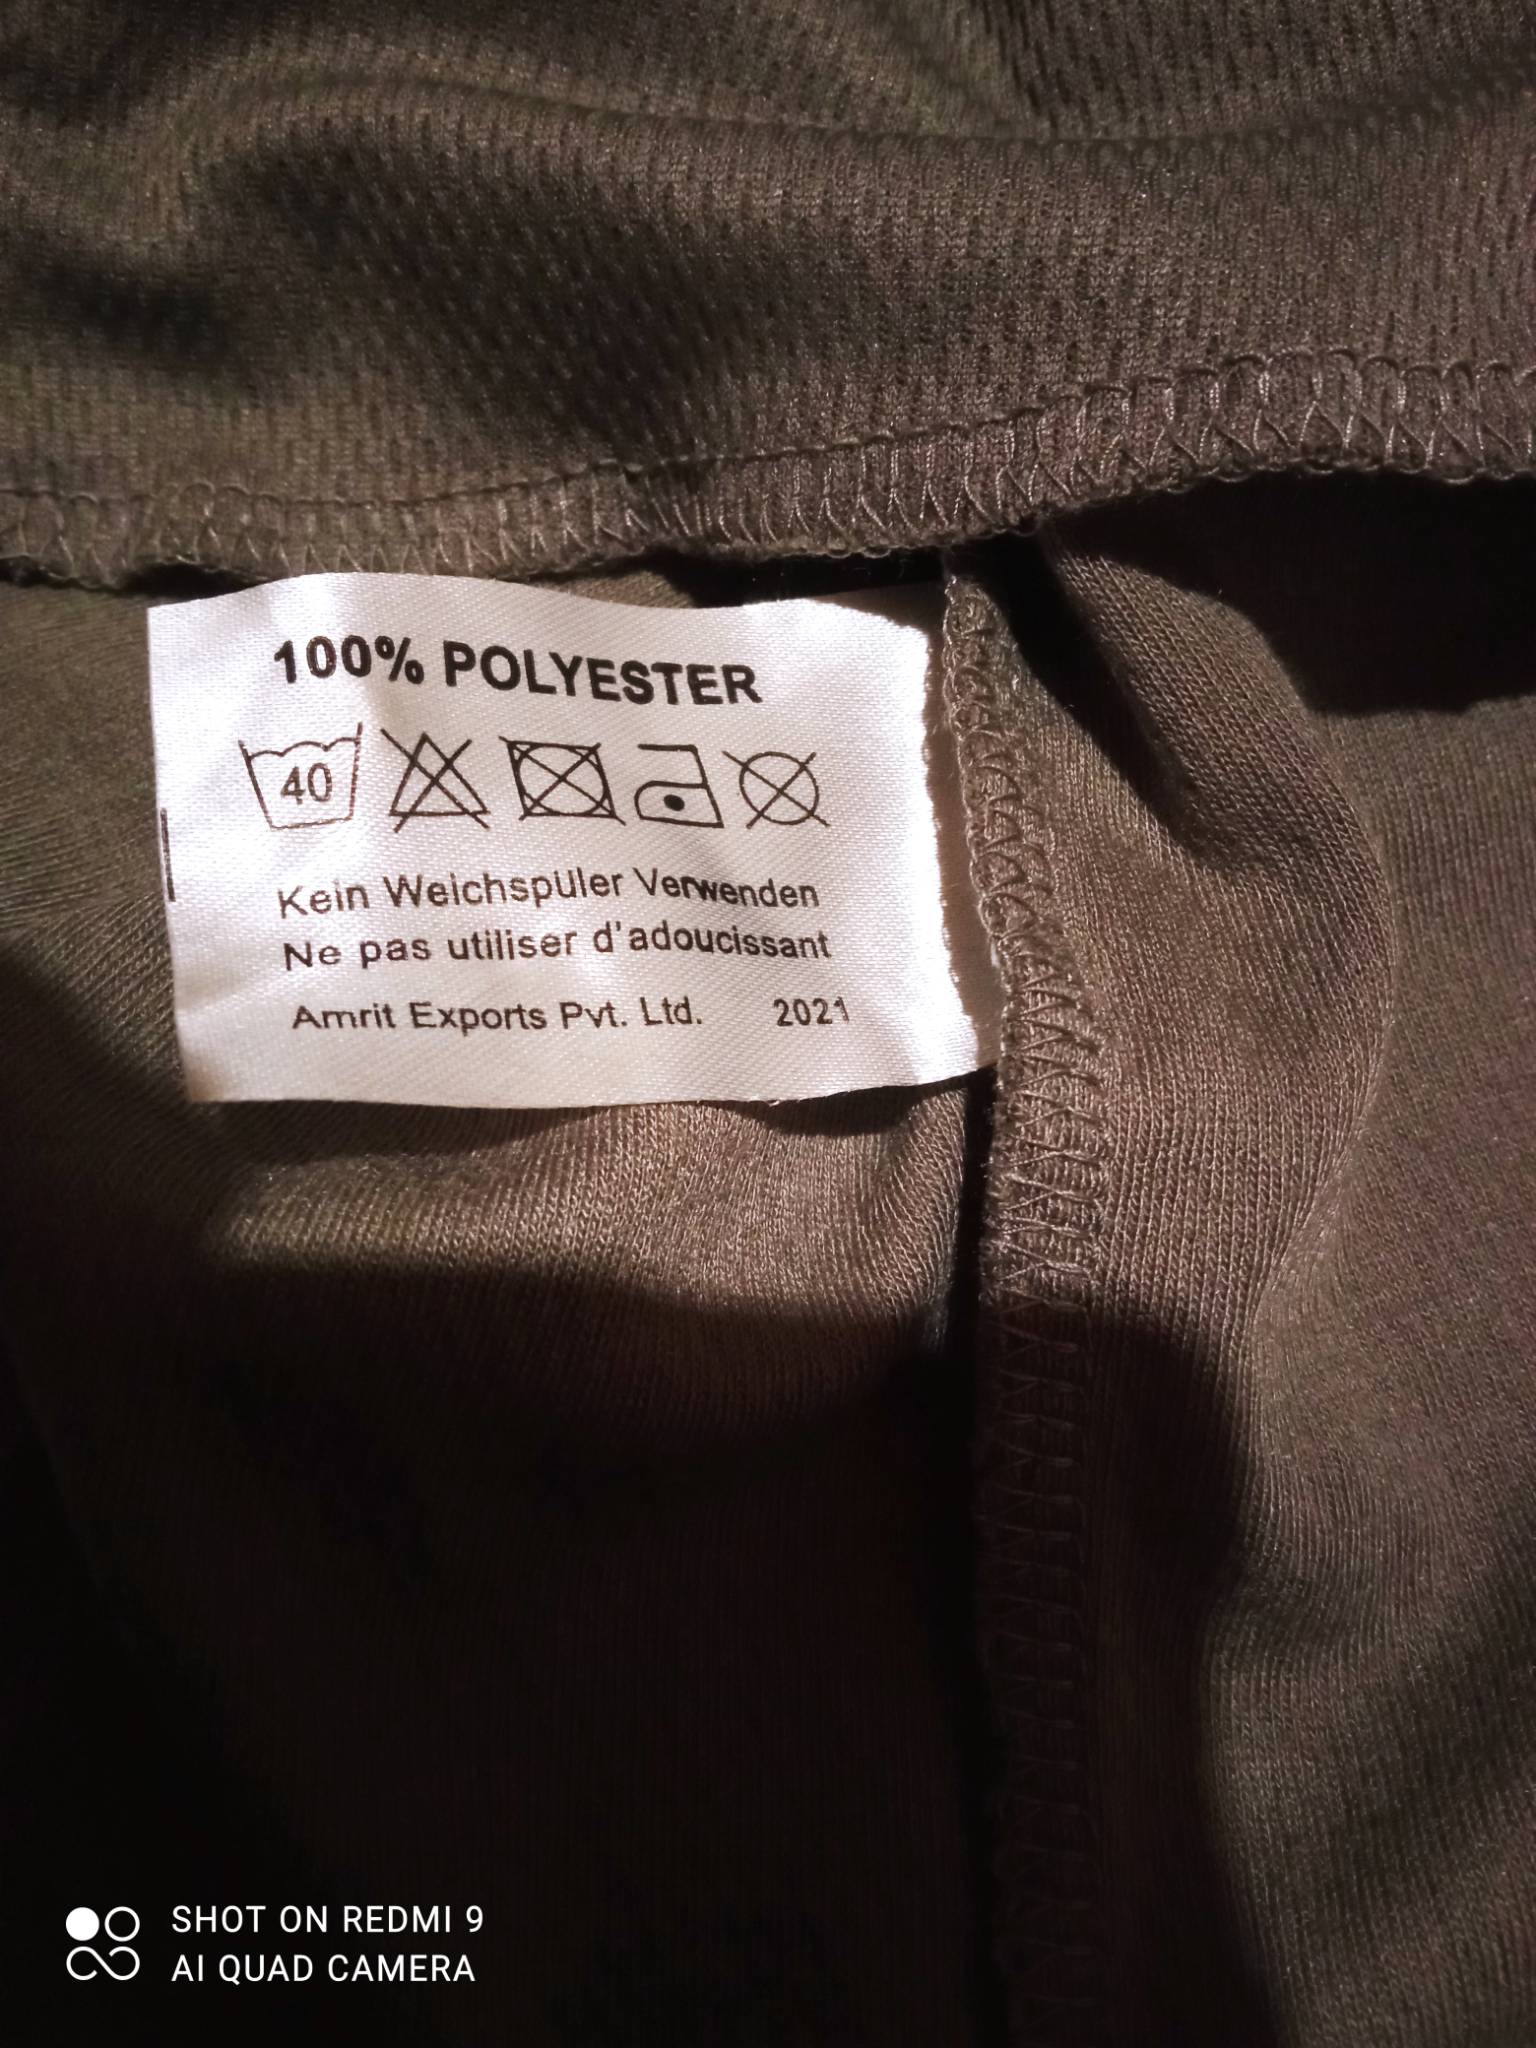 100% POLYESTER
40
Kein Weichspüler Verwenden
Ne pas utiliser d'adoucissant
Amrit Exports Pvt. Ltd. 2021
SHOT ON REDMI 9
AI QUAD CAMERA